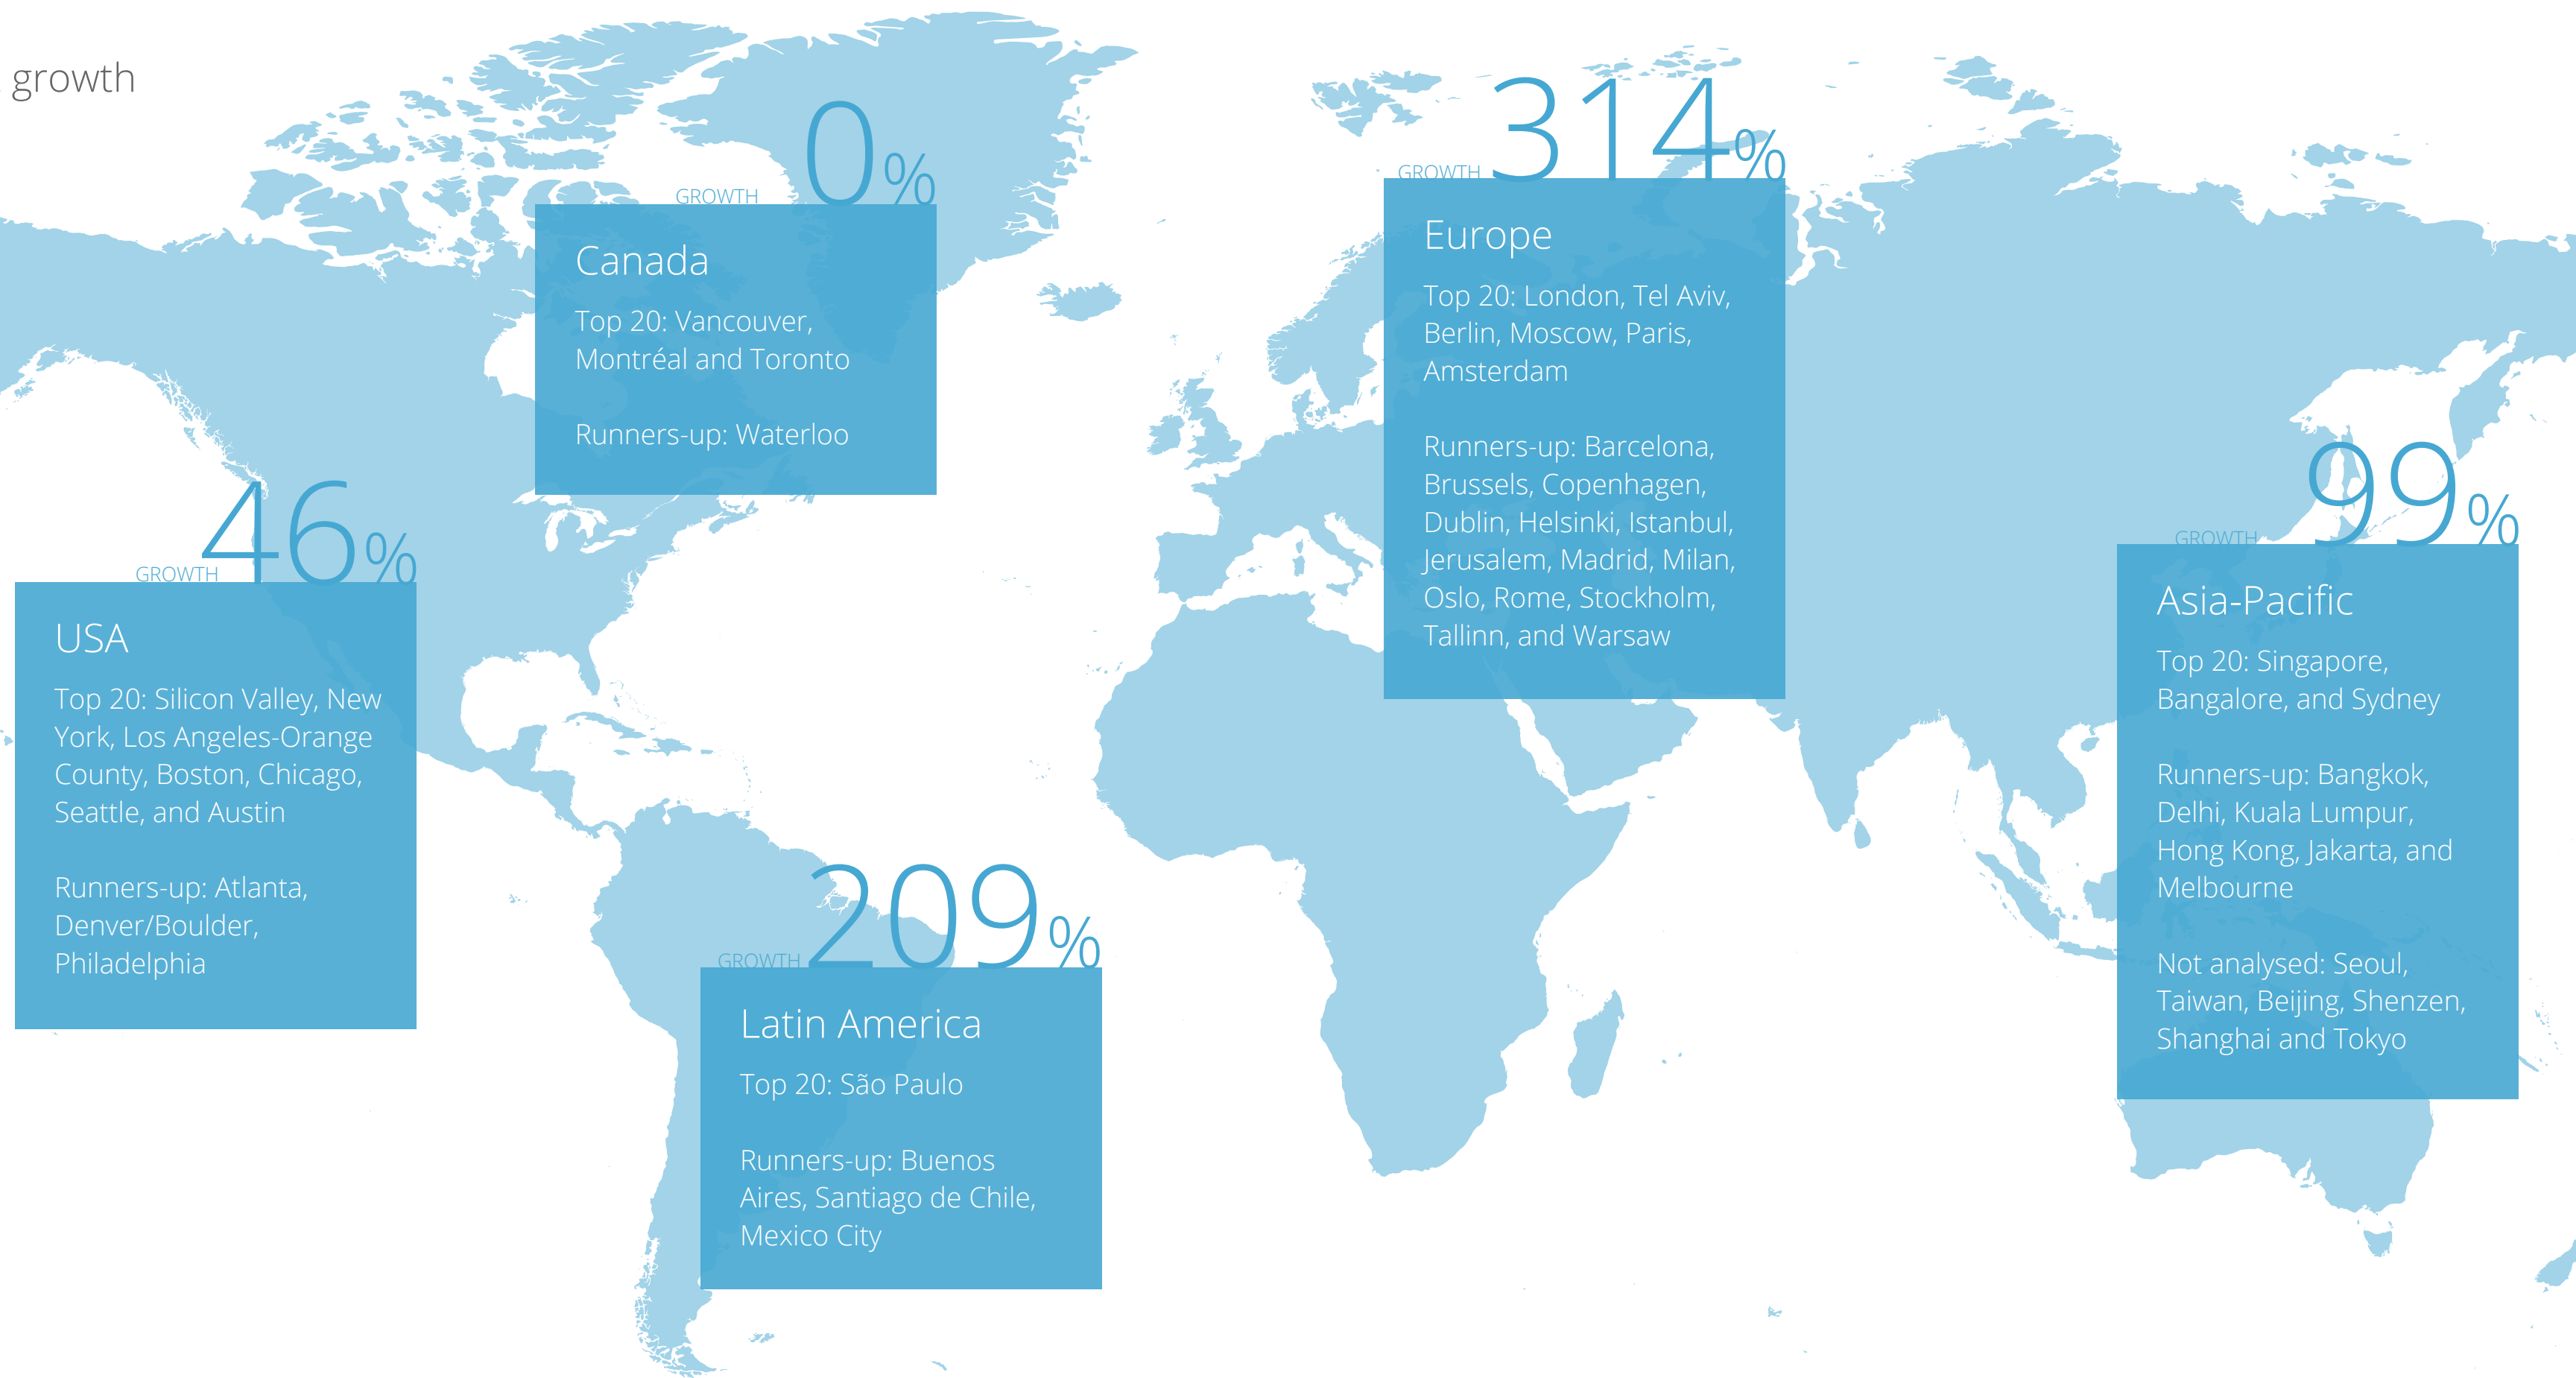 growth
GROWTH 0%
Canada
Top 20: Vancouver,
Montréal and Toronto
Runners-up: Waterloo
GROWTH 314%
Europe
Top 20: London, Tel Aviv,
Berlin, Moscow, Paris,
Amsterdam
Runners-up: Barcelona,
Brussels, Copenhagen,
Dublin, Helsinki, Istanbul,
Jerusalem, Madrid, Milan,
Oslo, Rome, Stockholm,
Tallinn, and Warsaw
GROWTH 46%
USA
Top 20: Silicon Valley, New
York, Los Angeles-Orange
County, Boston, Chicago,
Seattle, and Austin
Runners-up: Atlanta,
Denver/Boulder,
Philadelphia
GROWTH 209%
Latin America
Top 20: São Paulo
Runners-up: Buenos
Aires, Santiago de Chile,
Mexico City
GROWTH 99%
Asia-Pacific
Top 20: Singapore,
Bangalore, and Sydney
Runners-up: Bangkok,
Delhi, Kuala Lumpur,
Hong Kong, Jakarta, and
Melbourne
Not analysed: Seoul,
Taiwan, Beijing, Shenzen,
Shanghai and Tokyo